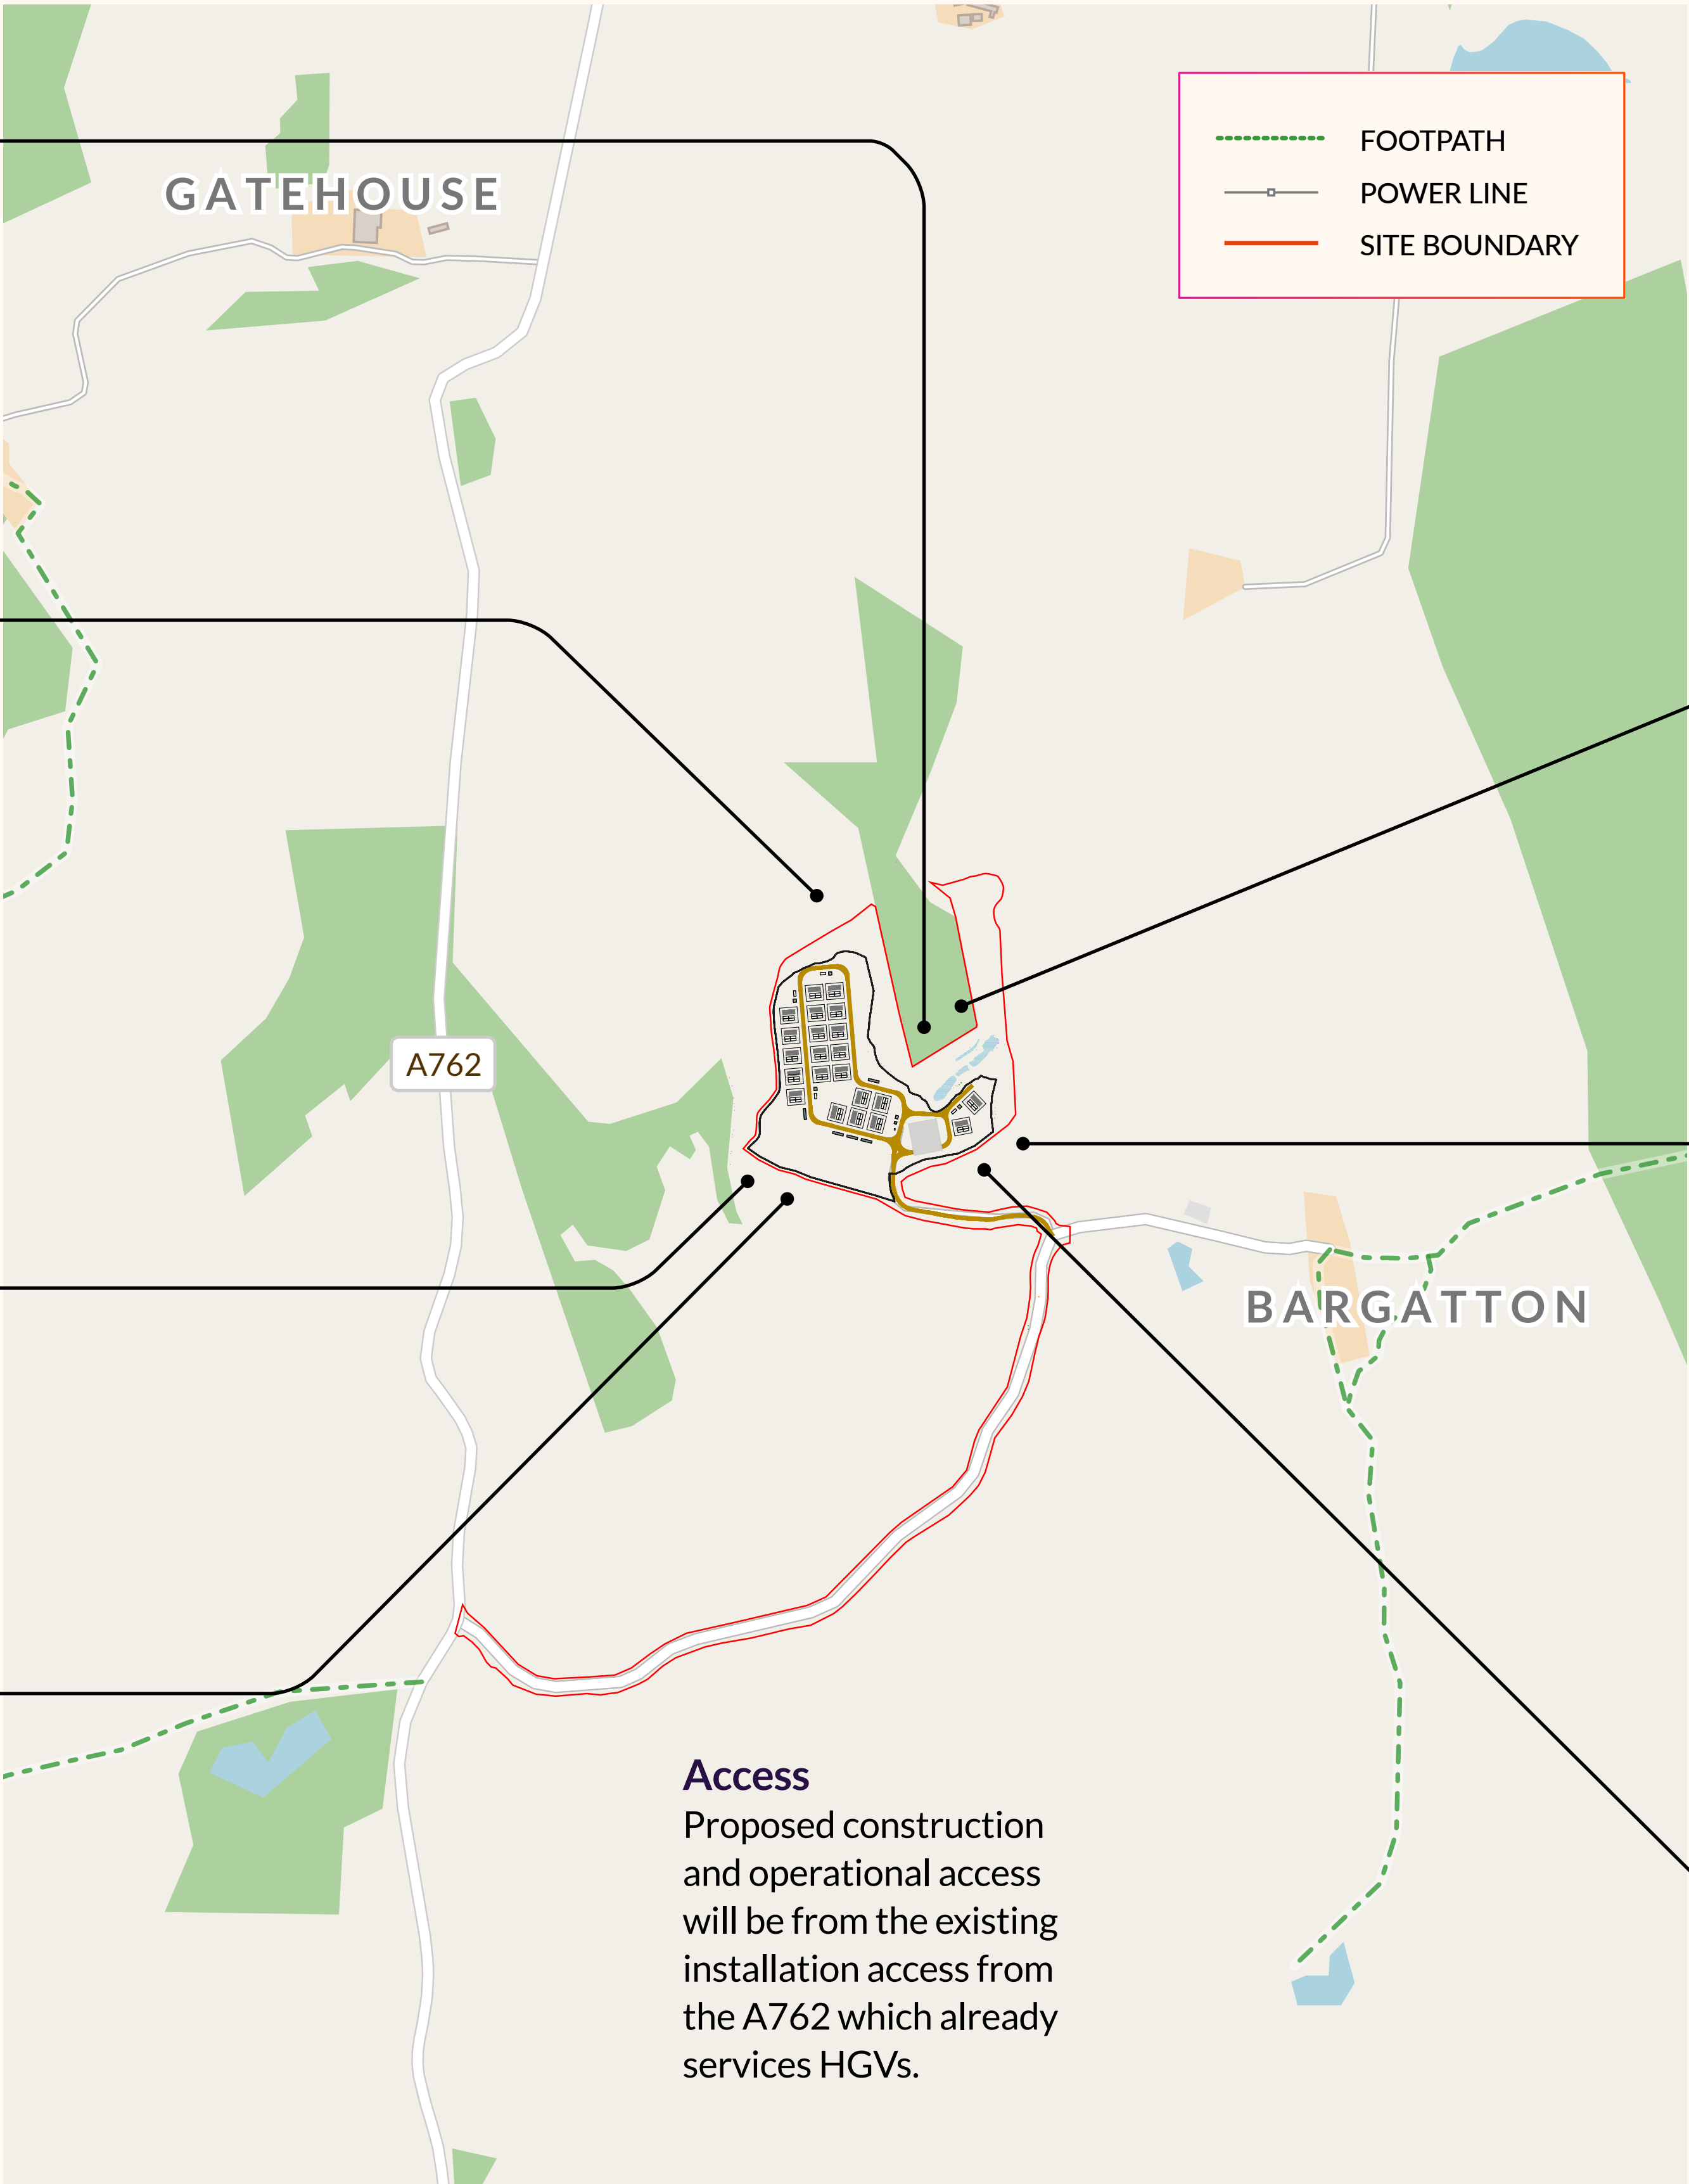 FOOTPATH
POWER LINE
SITE BOUNDARY
GATEHOUSE
A762
BARGATTON
Access
Proposed construction
and operational access
will be from the existing
installation access from
the A762 which already
services HGVs.